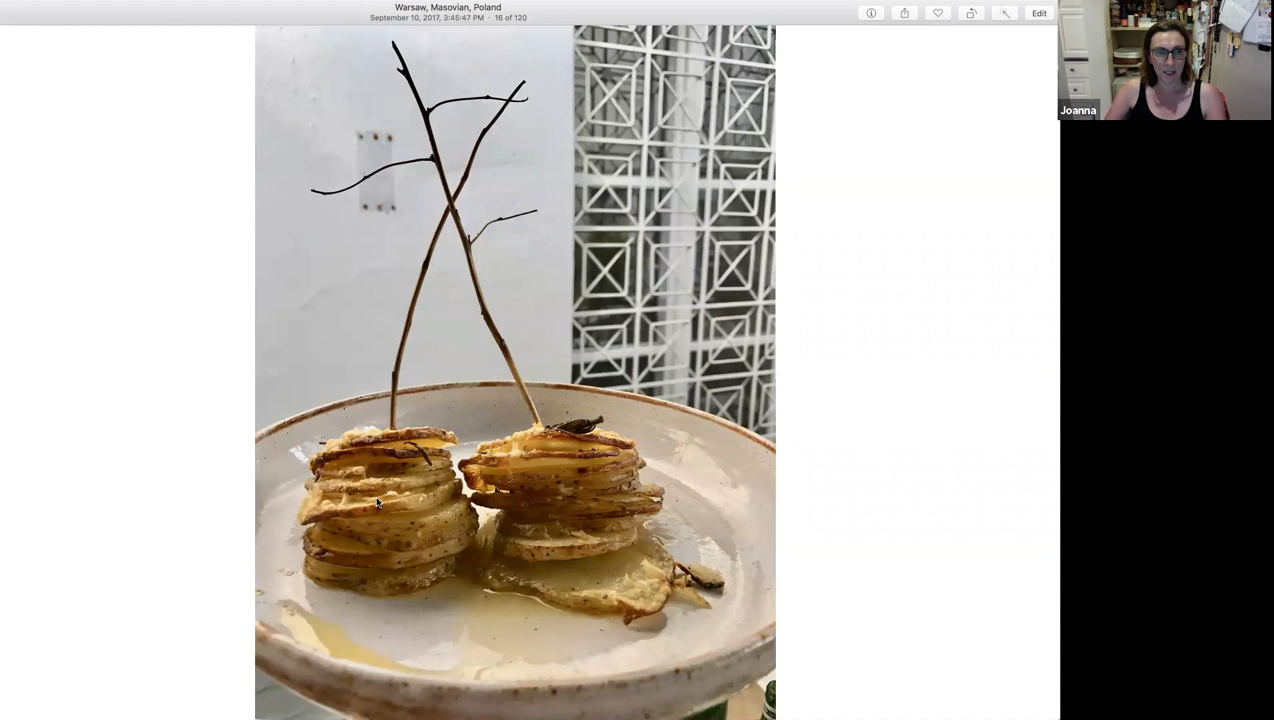 Warsaw, Masovian, Poland
September 10, 2017, 3:45:47 PM · 16 of 120
Edit
Joanna